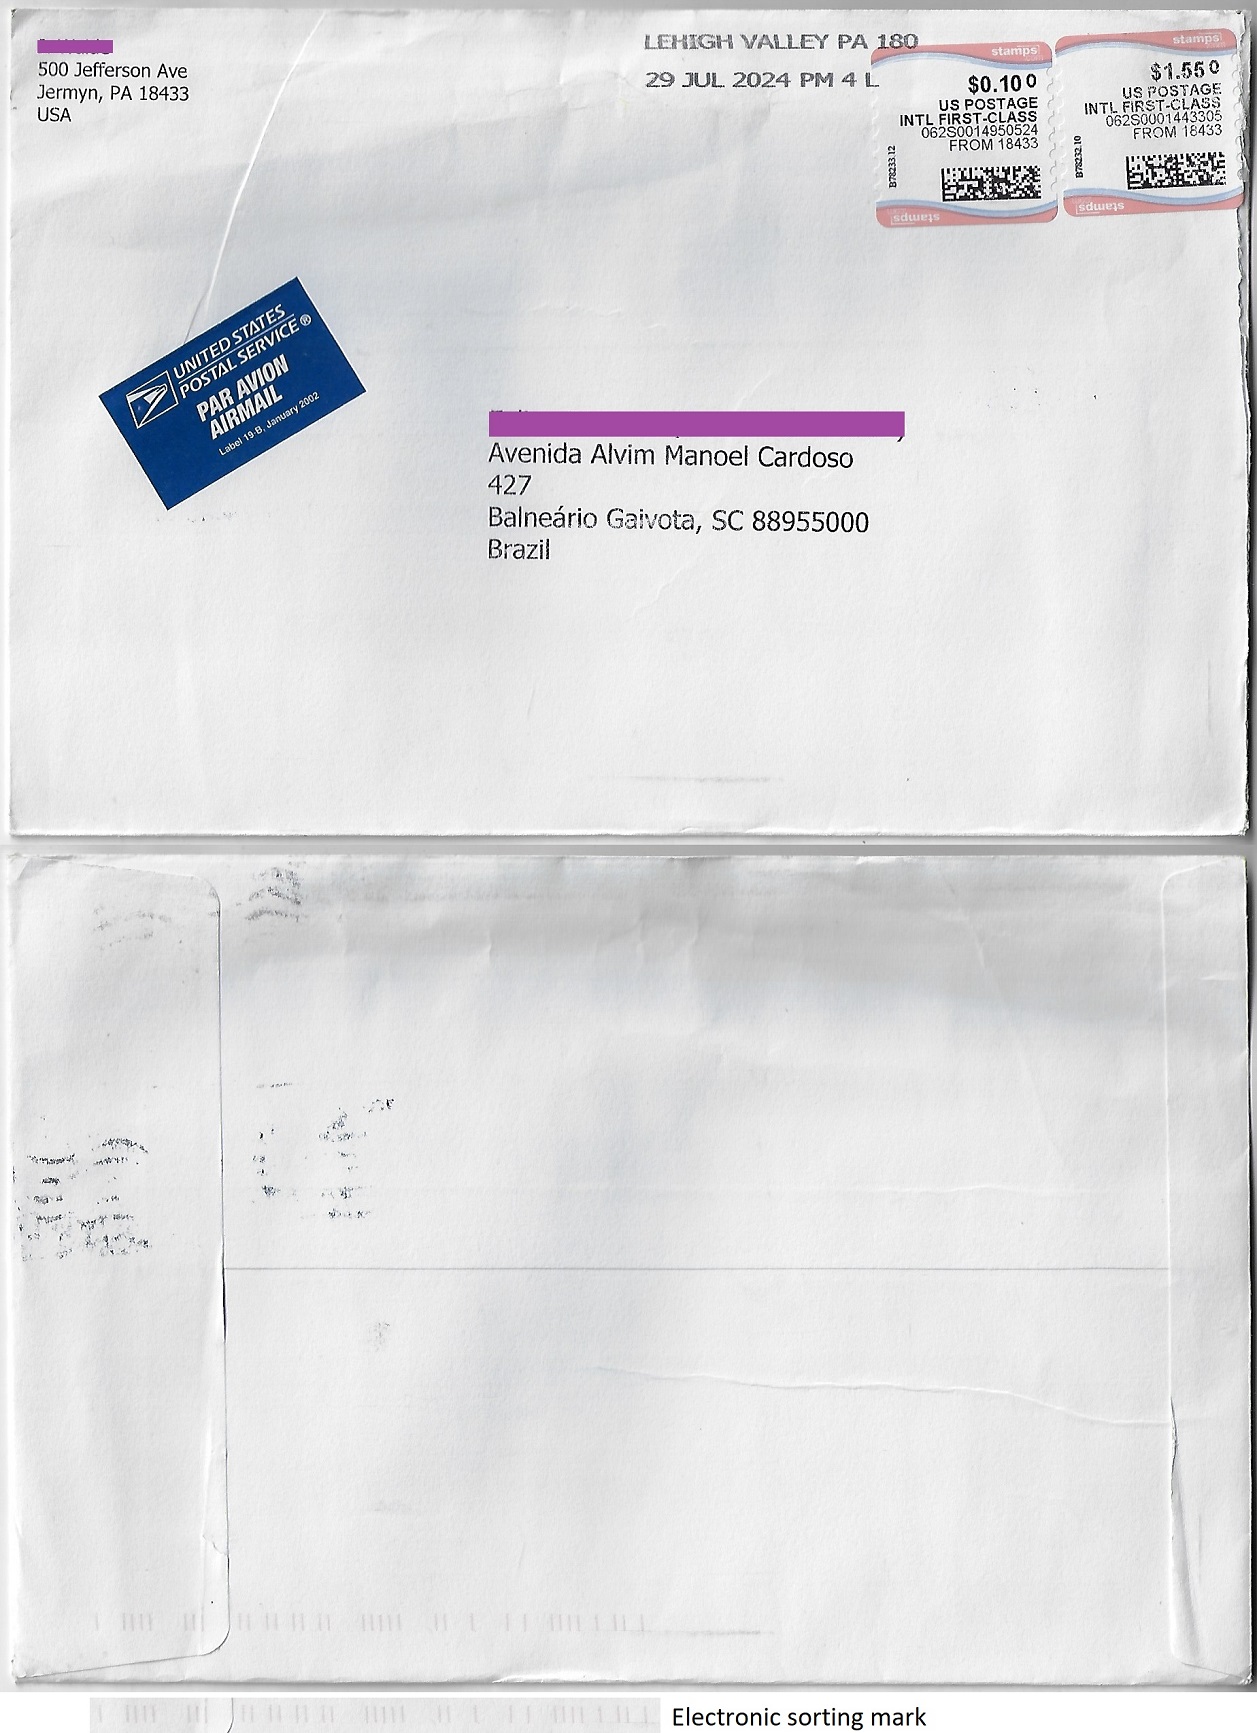 500 Jefferson Ave
Jermyn, PA 18433
USA
LEHIGH VALLEY PA 180
29 JUL 2024 PM 4 L
stamps
$0.10 0
US POSTAGE
INTL FIRST-CLASS
062S0014950524
FROM 18433
B78233.12
stamps
stamps
$1.55 0
US POSTAGE
INTL FIRST-CLASS
062S0001443305
FROM 18433
B78232.10
stamps
UNITED STATES
POSTAL SERVICE®
PAR AVION
AIRMAIL
Label 19-B, January 2002
Avenida Alvim Manoel Cardoso
427
Balneário Gaivota, SC 88955000
Brazil
Electronic sorting mark